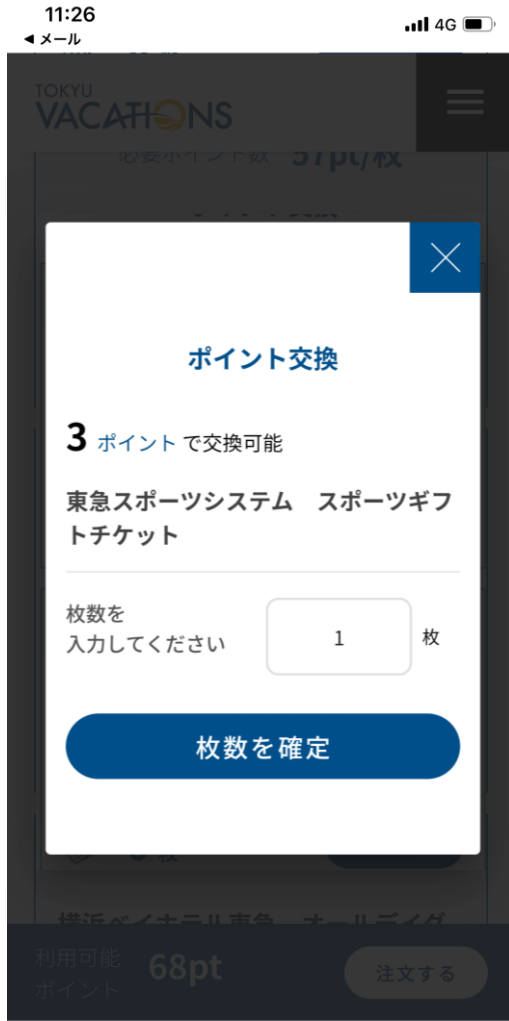 11:26
4G
◀ メール
TOKYU
VACATIONS
必要ポイント数 57pt/枚
ポイント交換
3 ポイント で交換可能
東急スポーツシステム　スポーツギフ
トチケット
枚数を
入力してください
1
枚
枚数を確定
横浜ベイホテル東急　オールデイダ
利用可能
ポイント
68pt
注文する